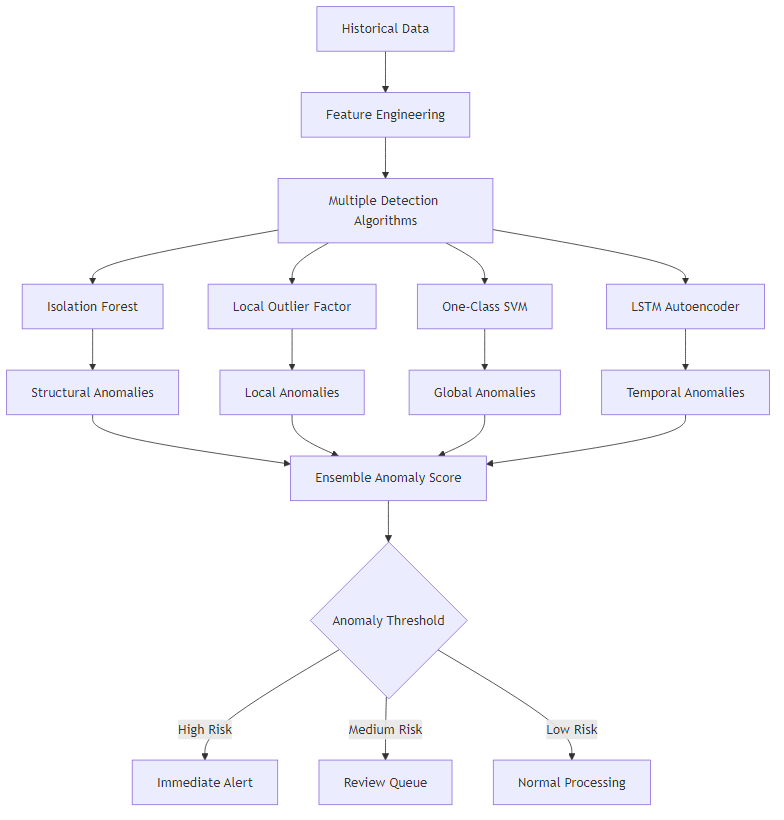 Historical Data
Feature Engineering
Multiple Detection
Algorithms
Isolation Forest
Local Outlier Factor
One-Class SVM
LSTM Autoencoder
Structural Anomalies
Local Anomalies
Global Anomalies
Temporal Anomalies
Ensemble Anomaly Score
Anomaly Threshold
High Risk
Medium Risk
Low Risk
Immediate Alert
Review Queue
Normal Processing